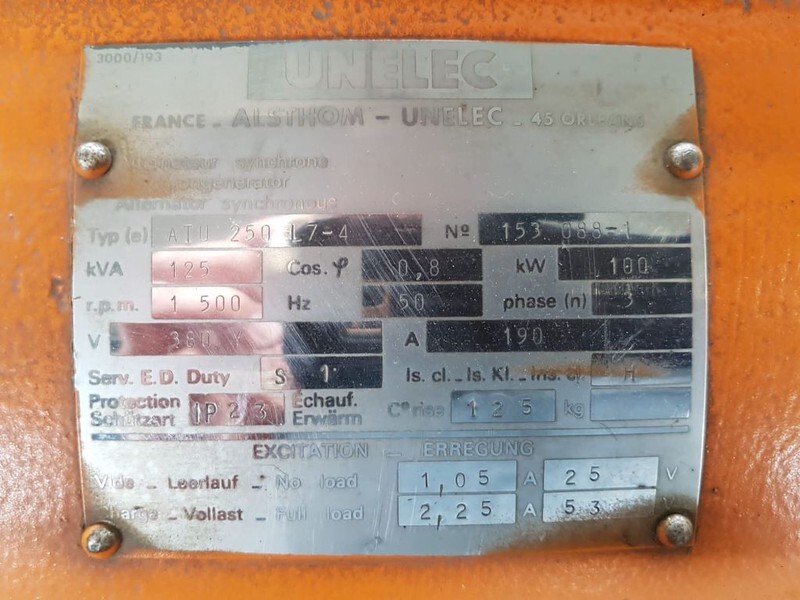 3000/193
UNELEC
FRANCE - ALSTHOM - UNELEC - 45 ORLEANS
synchrone
Alternator synchronous
Typ (e) ATU 250 L7-4 Nº 153 088-1
kVA 125 Cos. φ 0,8 kW 100
r.p.m. 1 500 Hz 50 phase (n) 3
V 380 Y A 190
Serv. E.D. Duty S 1 Is. cl. - Is. Kl. - Ins. cl. H
Protection Schützart IP 23 Échauf. Erwärm C° rise 125 kg
EXCITATION - ERREGUNG
Vide - Leerlauf - No load 1,05 A 25 V
Charge - Vollast - Full load 2,25 A 53 V